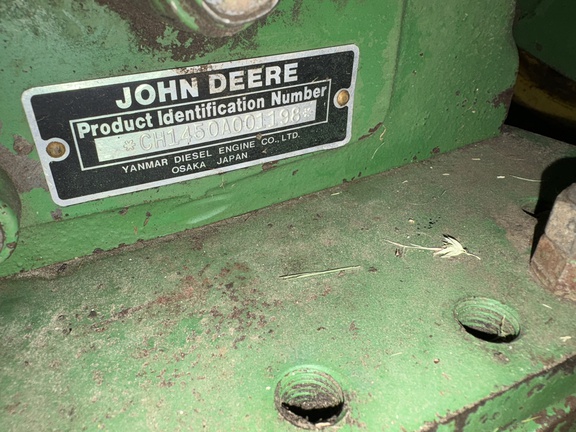 JOHN DEERE
Product Identification Number
*CH1450A001198*
YANMAR DIESEL ENGINE CO., LTD.
OSAKA JAPAN